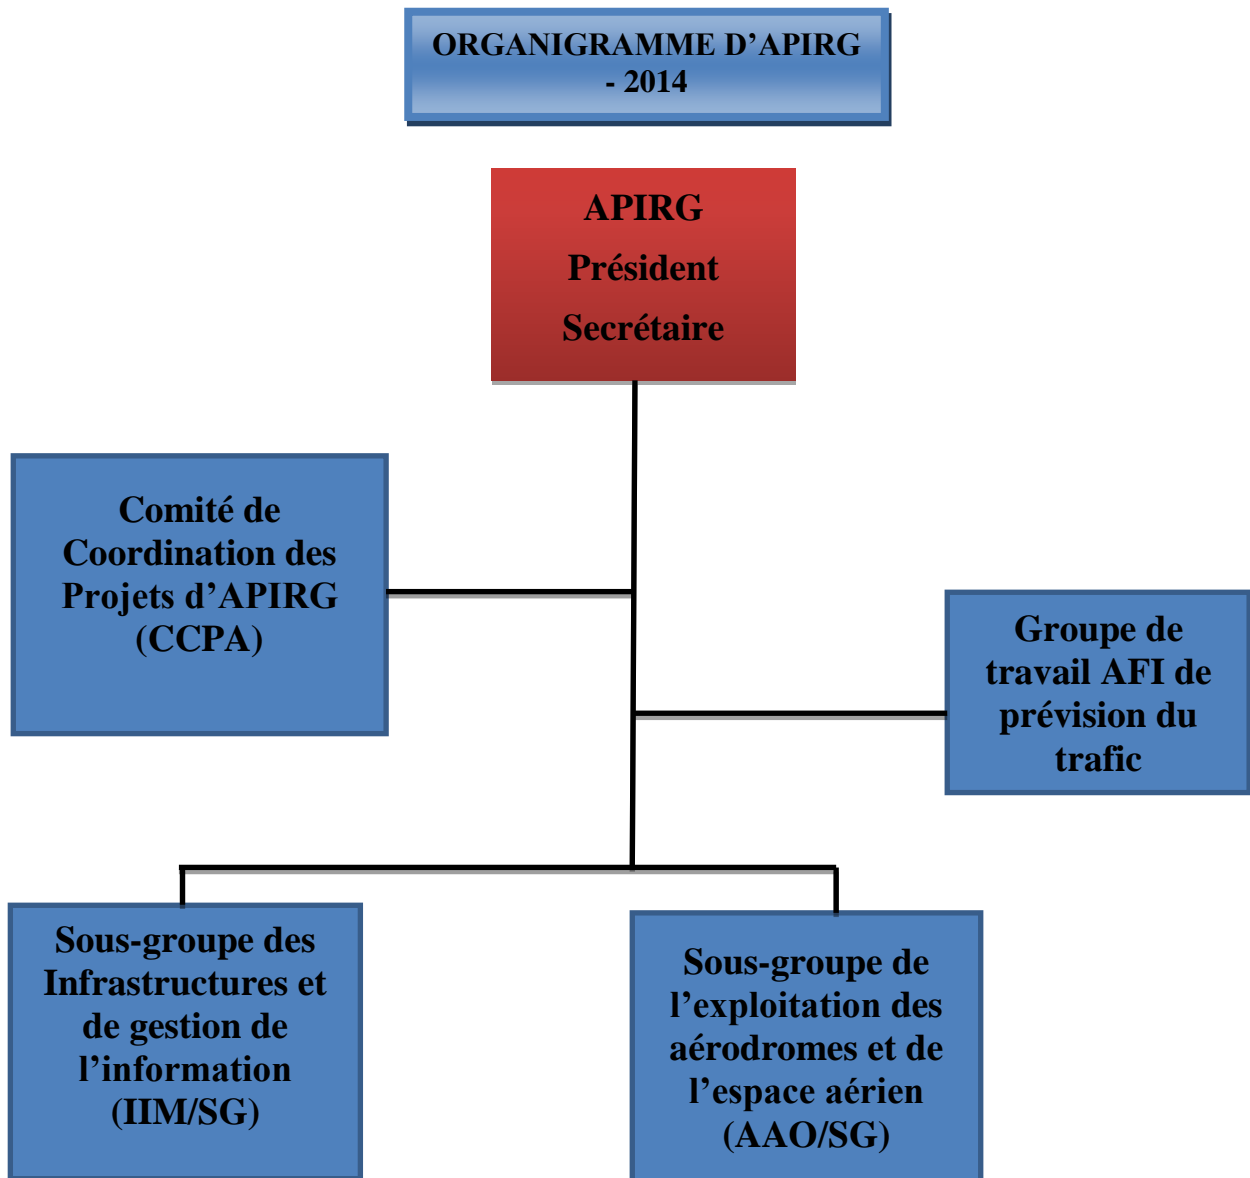 ORGANIGRAMME D’APIRG
- 2014
APIRG
Président
Secrétaire
Comité de
Coordination des
Projets d’APIRG
(CCPA)
Groupe de
travail AFI de
prévision du
trafic
Sous-groupe des
Infrastructures et
de gestion de
l’information
(IIM/SG)
Sous-groupe de
l’exploitation des
aérodromes et de
l’espace aérien
(AAO/SG)